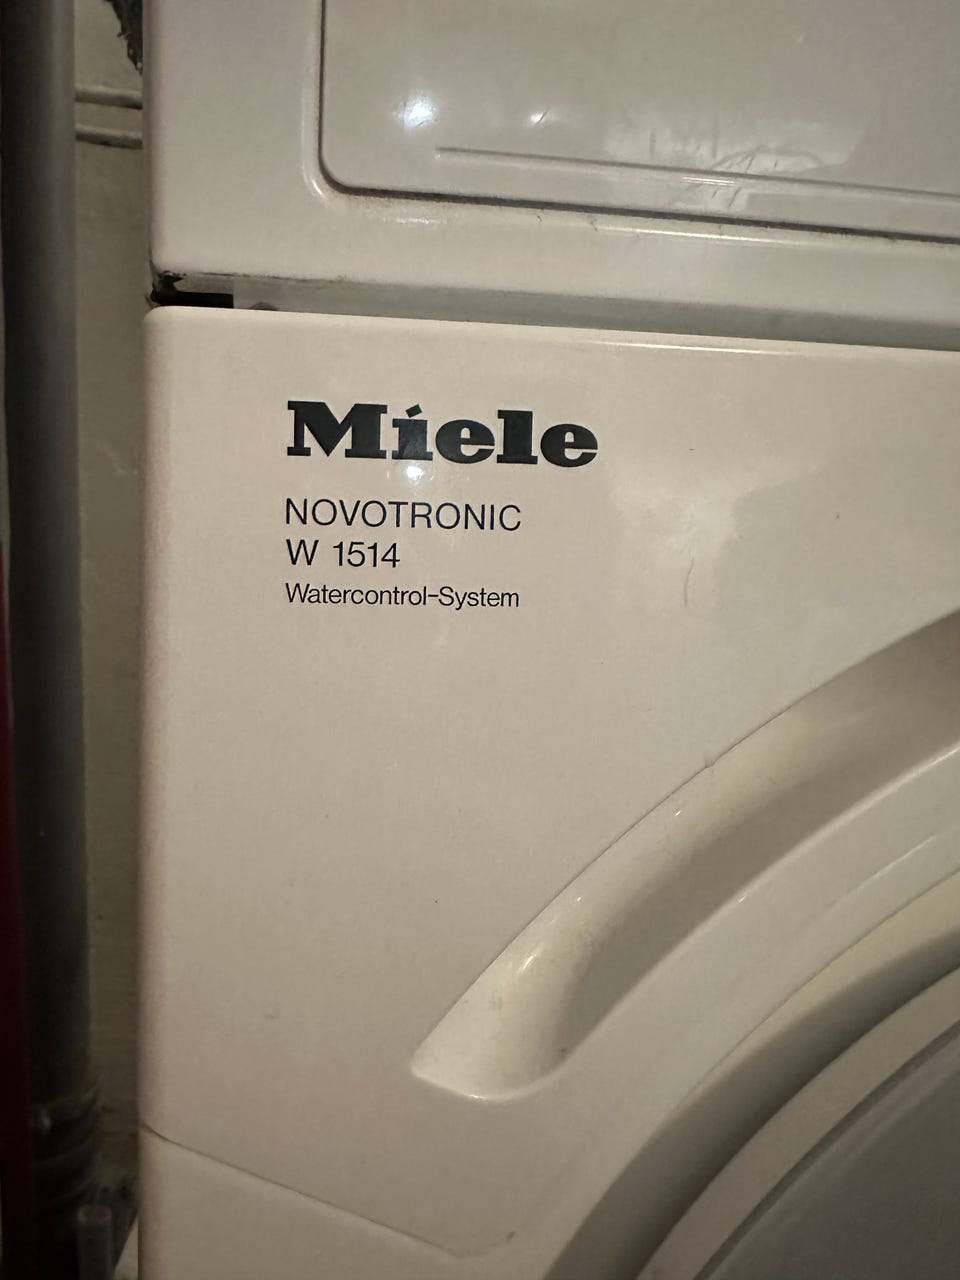 Miele
NOVOTRONIC
W 1514
Watercontrol-System